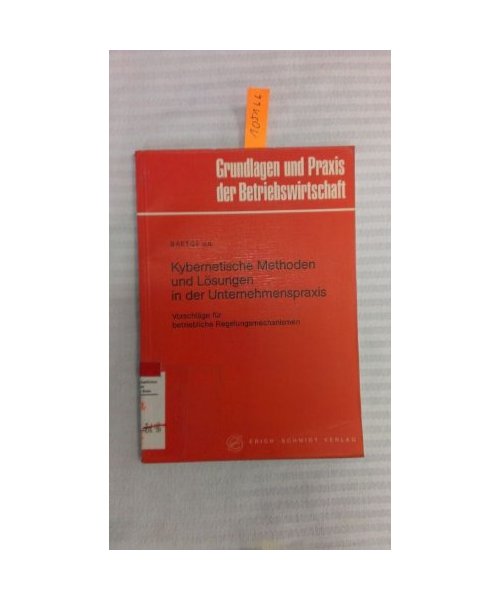 Grundlagen und Praxis
der Betriebswirtschaft
BAETGE u.a.
Kybernetische Methoden
und Lösungen
in der Unternehmenspraxis
Vorschläge für
betriebliche Regelungsmechanismen
ERICH SCHMIDT VERLAG